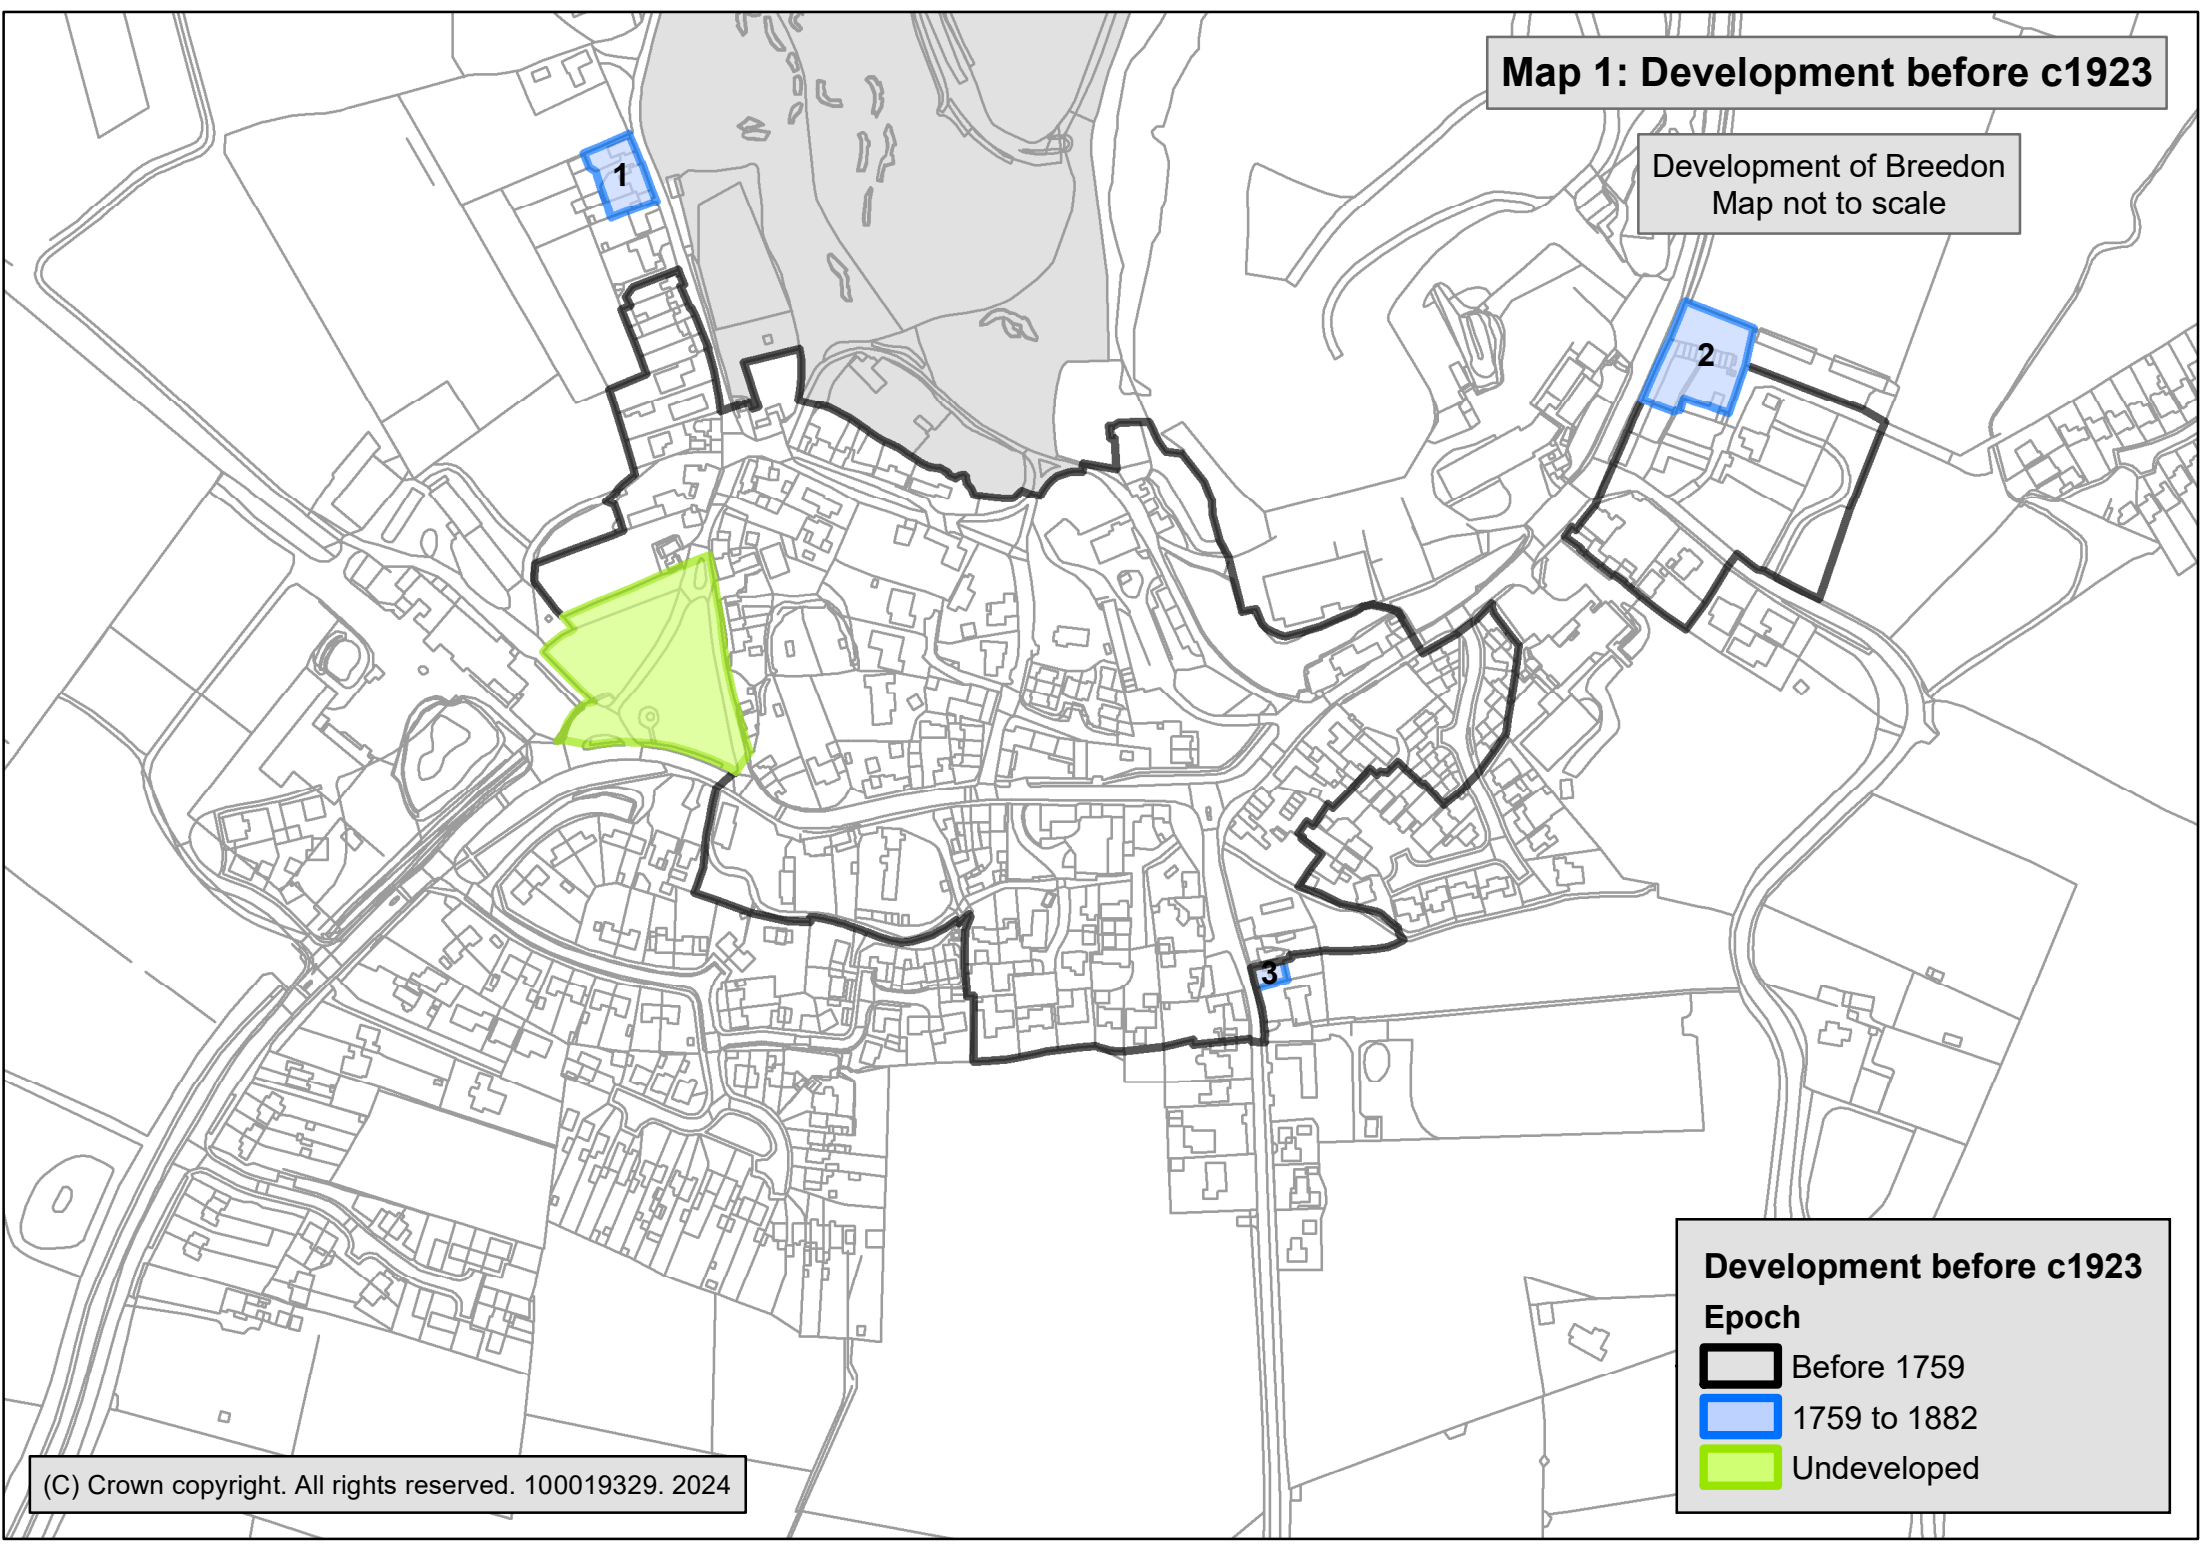 Map 1: Development before c1923
Development of Breedon
Map not to scale
1
2
3
Development before c1923
Epoch
Before 1759
1759 to 1882
Undeveloped
(C) Crown copyright. All rights reserved. 100019329. 2024